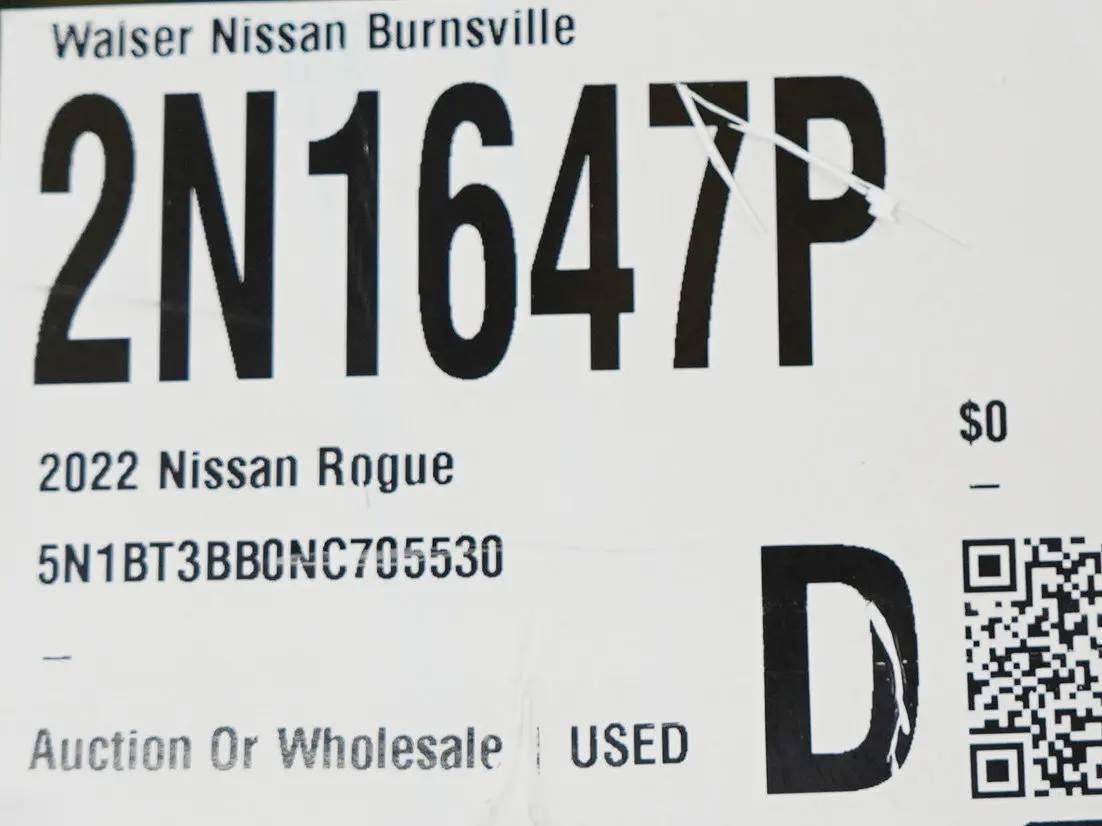 Walser Nissan Burnsville
2N1647P
$0
2022 Nissan Rogue
–
5N1BT3BB0NC705530
–
D
Auction Or Wholesale | USED